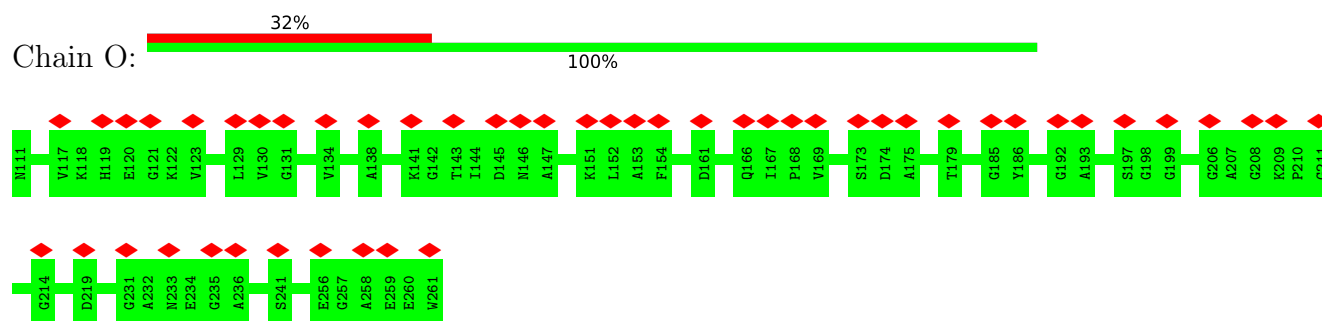 32%
Chain O:
100%
N111 V117 K118 H119 E120 G121 K122 V123 L129 V130 G131 V134 A138 K141 G142 T143 I144 D145 N146 A147 K151 L152 A153 F154 D161 Q166 I167 P168 V169 S173 D174 A175 T179 G185 Y186 G192 A193 S197 G198 G199 G206 A207 G208 K209 P210 G211
G214 D219 G231 A232 N233 E234 G235 A236 S241 E256 G257 A258 E259 E260 W261